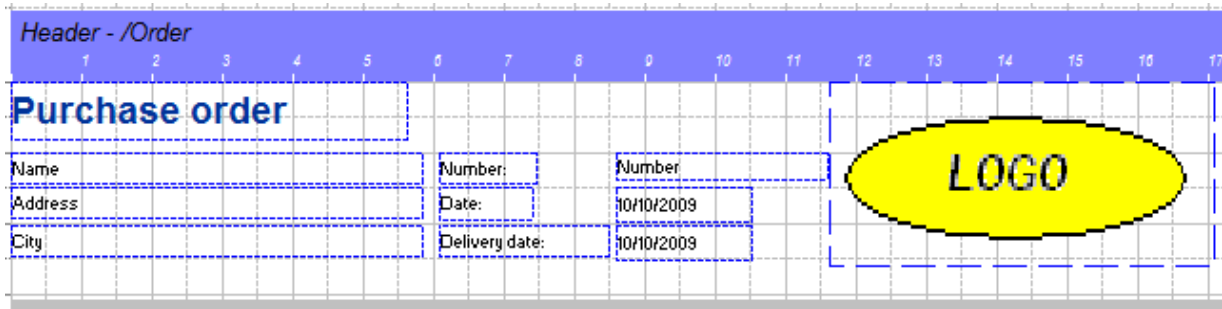 Header - /Order
1 2 3 4 5 6 7 8 9 10 11 12 13 14 15 16 17
Purchase order
Name Number: Number
Address Date: 10/10/2009
City Delivery date: 10/10/2009
LOGO